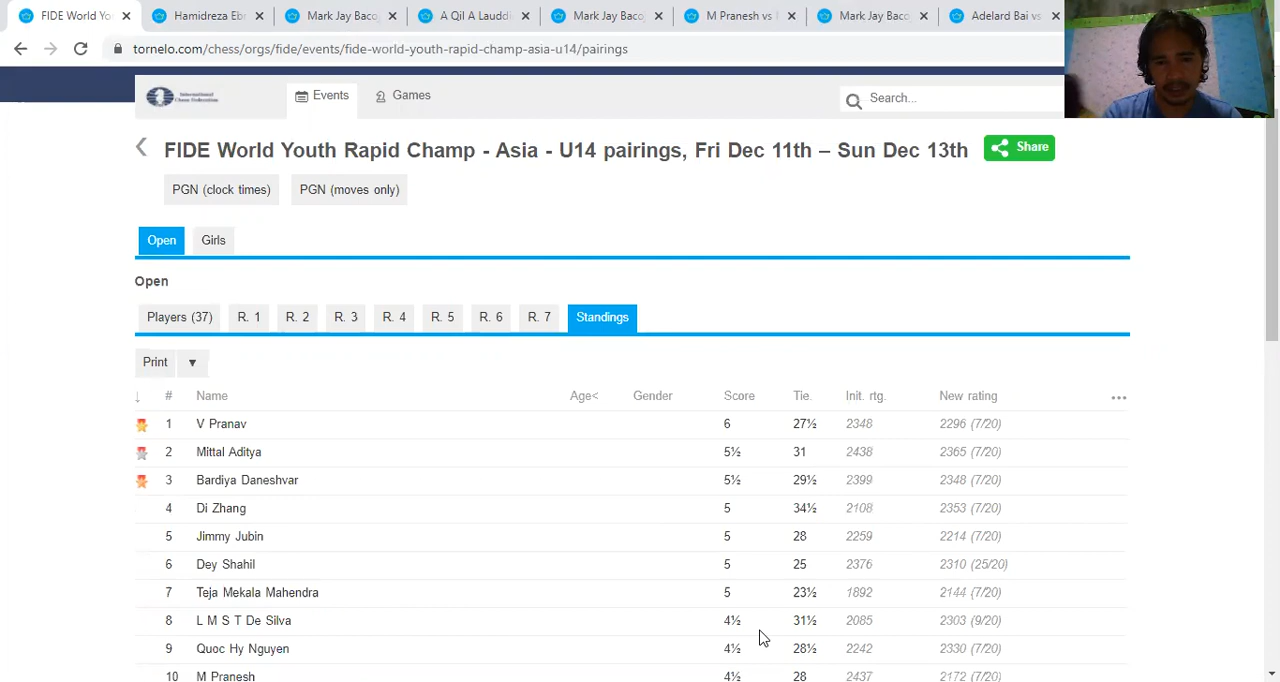 FIDE World Yo
Hamidreza Ebr
Mark Jay Baco
A Qil A Lauddi
Mark Jay Baco
M Pranesh vs
Mark Jay Baco
Adelard Bai vs
tornelo.com/chess/orgs/fide/events/fide-world-youth-rapid-champ-asia-u14/pairings
International
Chess Federation
Events
Games
Search...
FIDE World Youth Rapid Champ - Asia - U14 pairings, Fri Dec 11th – Sun Dec 13th
Share
PGN (clock times) PGN (moves only)
Open Girls
Open
Players (37) R. 1 R. 2 R. 3 R. 4 R. 5 R. 6 R. 7 Standings
Print ▼
↓ # Name Age< Gender Score Tie. Init. rtg. New rating •••
1 V Pranav 6 27½ 2348 2296 (7/20)
2 Mittal Aditya 5½ 31 2438 2365 (7/20)
3 Bardiya Daneshvar 5½ 29½ 2399 2348 (7/20)
4 Di Zhang 5 34½ 2108 2353 (7/20)
5 Jimmy Jubin 5 28 2259 2214 (7/20)
6 Dey Shahil 5 25 2376 2310 (25/20)
7 Teja Mekala Mahendra 5 23½ 1892 2144 (7/20)
8 L M S T De Silva 4½ 31½ 2085 2303 (9/20)
9 Quoc Hy Nguyen 4½ 28½ 2242 2330 (7/20)
10 M Pranesh 4½ 28 2437 2172 (7/20)